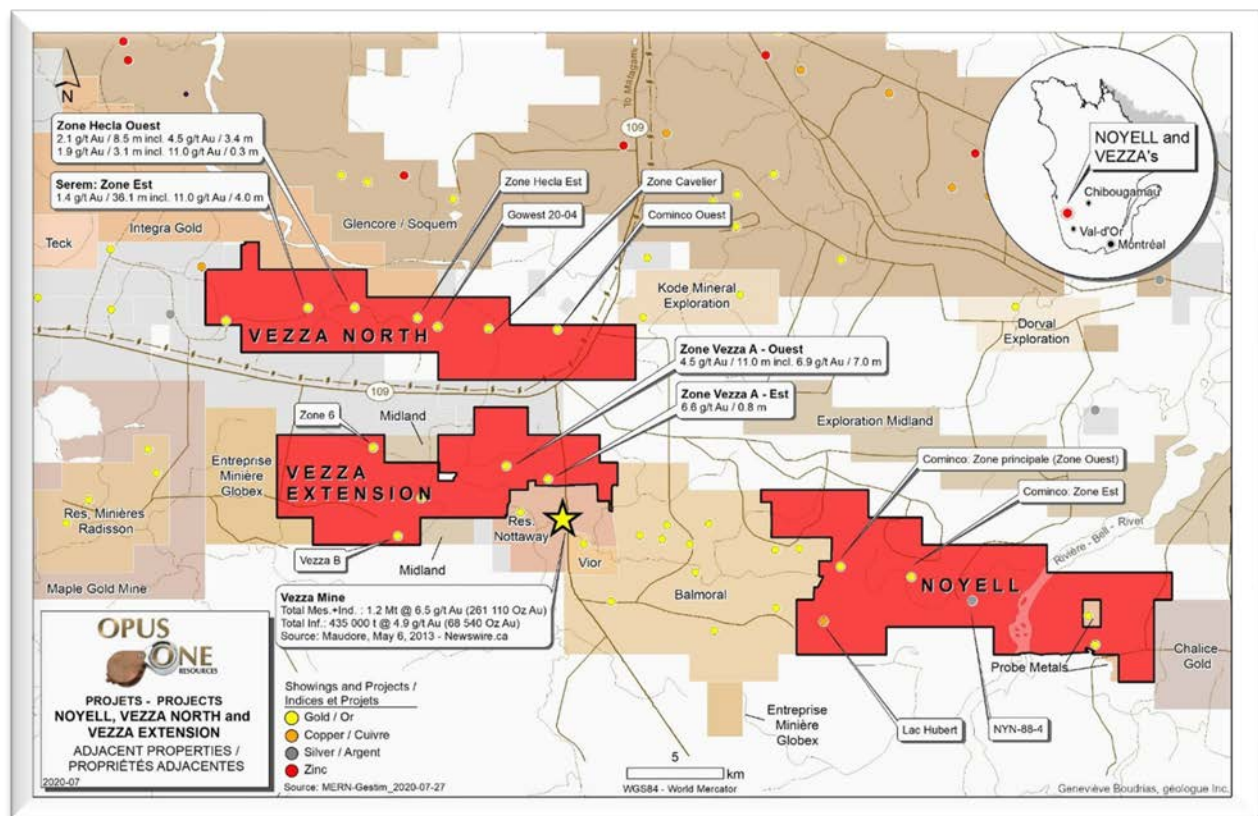 N
To Matagami
109
Zone Hecla Ouest
2.1 g/t Au / 8.5 m incl. 4.5 g/t Au / 3.4 m
1.9 g/t Au / 3.1 m incl. 11.0 g/t Au / 0.3 m
Serem: Zone Est
1.4 g/t Au / 36.1 m incl. 11.0 g/t Au / 4.0 m
Zone Hecla Est
Gowest 20-04
Zone Cavelier
Cominco Ouest
NOYELL and
VEZZA's
Chibougamau
Val-d'Or
Montréal
Teck
Integra Gold
Glencore / Soquem
Kode Mineral
Exploration
Dorval
Exploration
VEZZA NORTH
109
Zone Vezza A - Ouest
4.5 g/t Au / 11.0 m incl. 6.9 g/t Au / 7.0 m
Zone Vezza A - Est
6.6 g/t Au / 0.8 m
Zone 6
Midland
Exploration Midland
Entreprise
Minière
Globex
VEZZA
EXTENSION
Cominco: Zone principale (Zone Ouest)
Cominco: Zone Est
Res, Minières
Radisson
Res.
Nottaway
Rivière - Bell - River
Vezza B
Midland
Vior
Balmoral
NOYELL
Maple Gold Mine
Vezza Mine
Total Mes.+Ind. : 1.2 Mt @ 6.5 g/t Au (261 110 Oz Au)
Total Inf.: 435 000 t @ 4.9 g/t Au (68 540 Oz Au)
Source: Maudore, May 6, 2013 - Newswire.ca
Probe Metals
Chalice
Gold
Entreprise
Minière
Globex
Lac Hubert
NYN-88-4
OPUS
ONE
RESOURCES
PROJETS - PROJECTS
NOYELL, VEZZA NORTH and
VEZZA EXTENSION
ADJACENT PROPERTIES /
PROPRIÉTÉS ADJACENTES
2020-07
Showings and Projects /
Indices et Projets
Gold / Or
Copper / Cuivre
Silver / Argent
Zinc
Source: MERN-Gestim_2020-07-27
5
km
WGS84 - World Mercator
Geneviève Boudrias, géologue Inc.